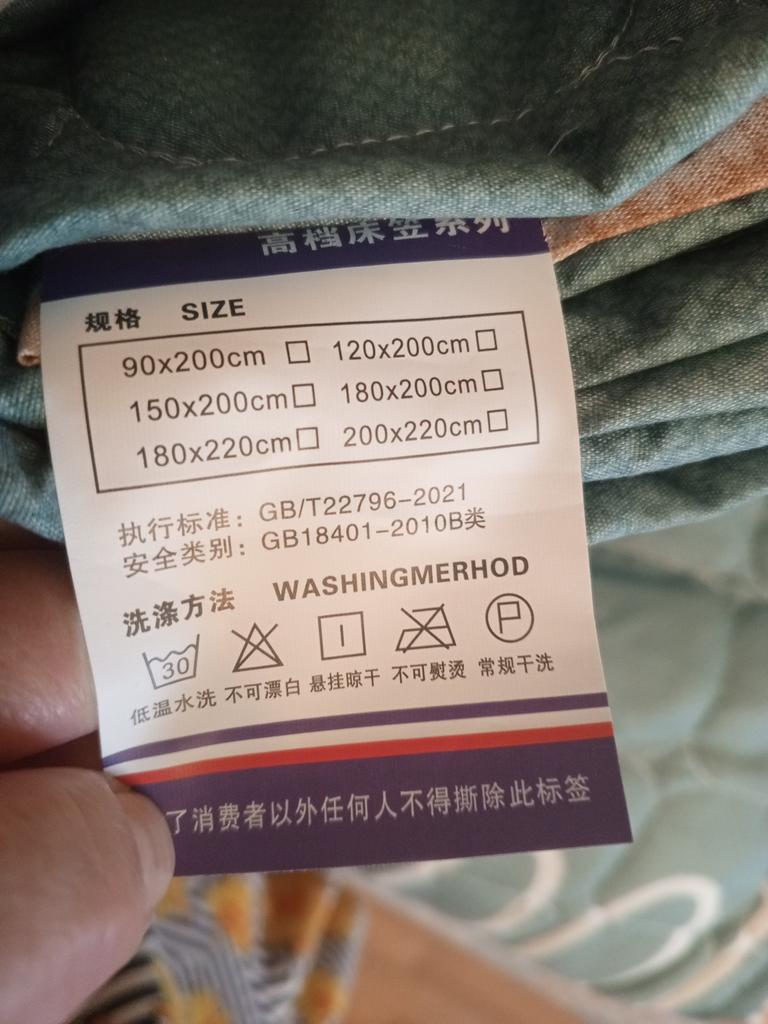 高档床笠系列
规格 SIZE
90x200cm □ 120x200cm □
150x200cm □ 180x200cm □
180x220cm □ 200x220cm □
执行标准：GB/T22796-2021
安全类别：GB18401-2010B类
洗涤方法 WASHINGMERHOD
30 P
低温水洗 不可漂白 悬挂晾干 不可熨烫 常规干洗
了消费者以外任何人不得撕除此标签